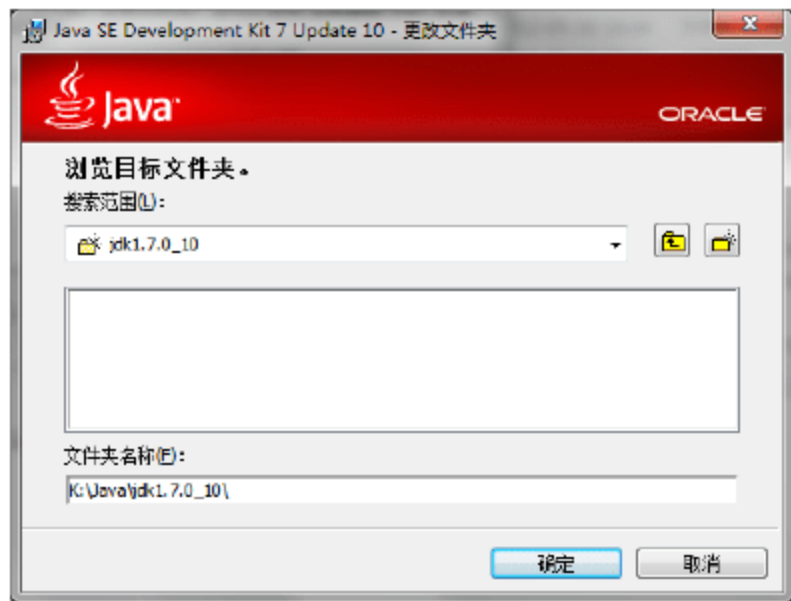 Java SE Development Kit 7 Update 10 - 更改文件夹
Java
ORACLE
浏览目标文件夹。
搜索范围(L):
jdk1.7.0_10
文件夹名称(F):
K:\Java\jdk1.7.0_10\
确定
取消